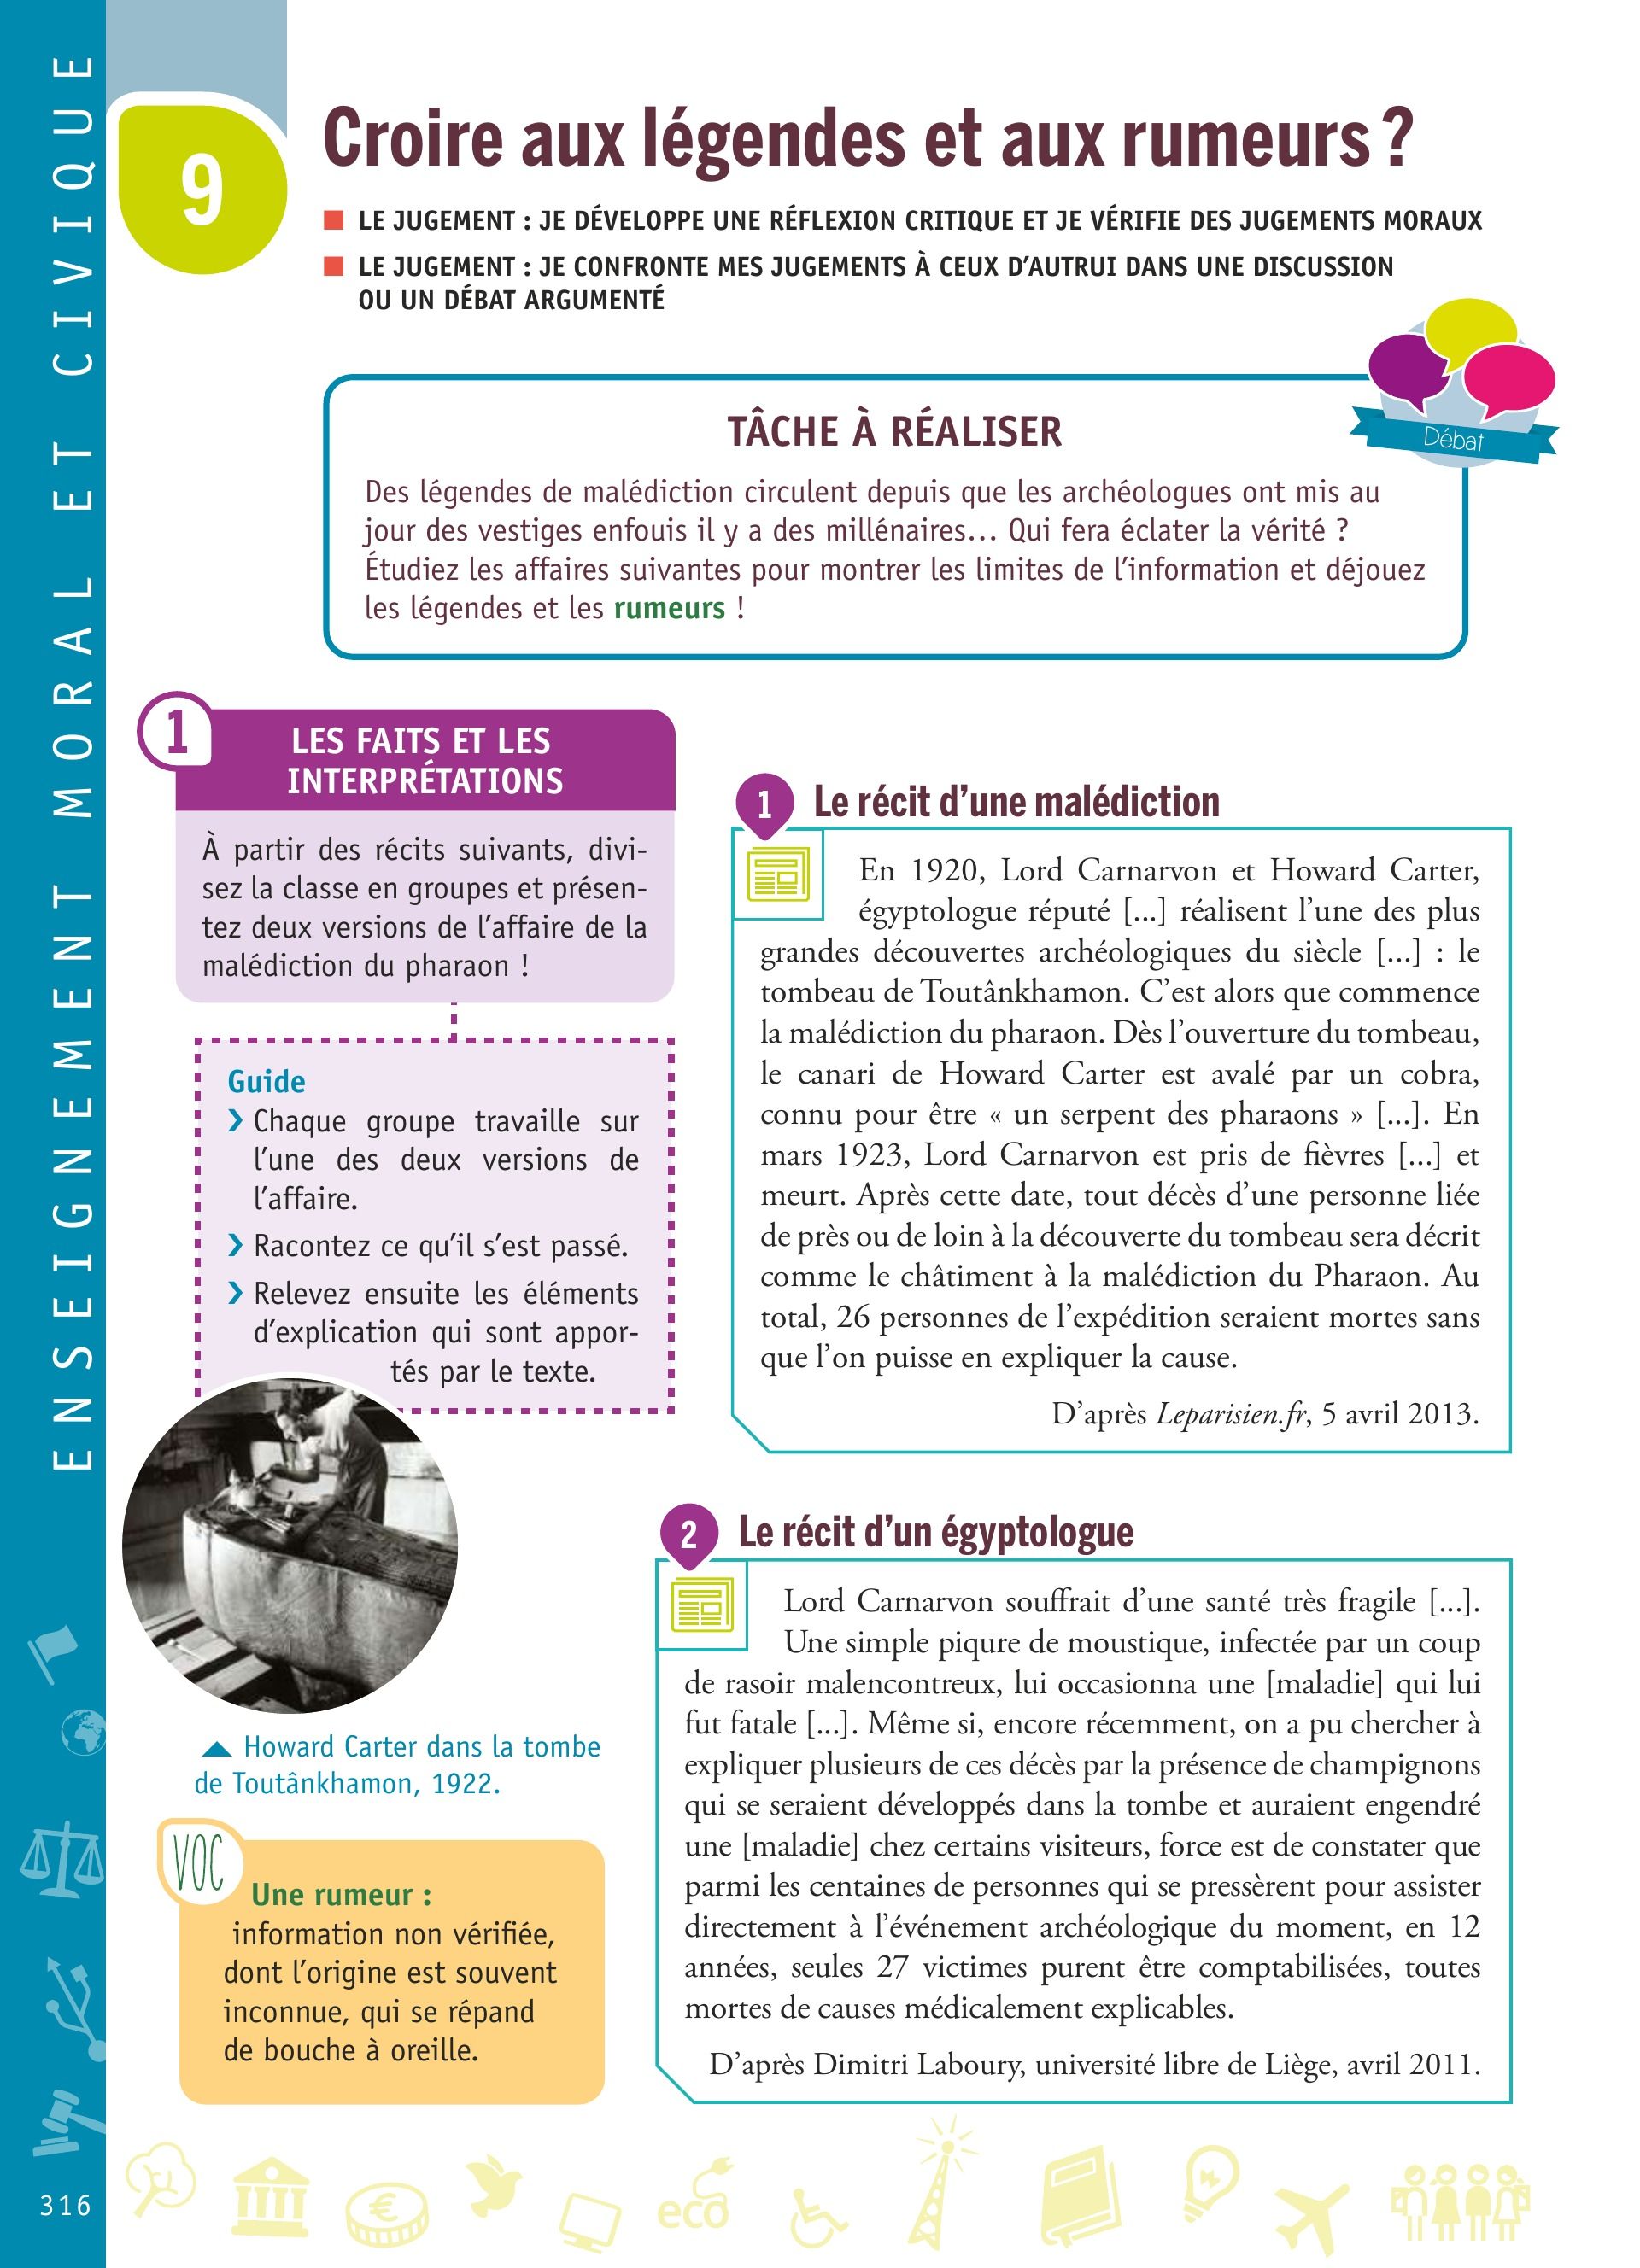 ENSEIGNEMENT MORAL ET CIVIQUE
9
Croire aux légendes et aux rumeurs ?
LE JUGEMENT : JE DÉVELOPPE UNE RÉFLEXION CRITIQUE ET JE VÉRIFIE DES JUGEMENTS MORAUX
LE JUGEMENT : JE CONFRONTE MES JUGEMENTS À CEUX D'AUTRUI DANS UNE DISCUSSION
OU UN DÉBAT ARGUMENTÉ
Débat
TÂCHE À RÉALISER
Des légendes de malédiction circulent depuis que les archéologues ont mis au
jour des vestiges enfouis il y a des millénaires... Qui fera éclater la vérité ?
Étudiez les affaires suivantes pour montrer les limites de l'information et déjouez
les légendes et les rumeurs !
1
LES FAITS ET LES
INTERPRÉTATIONS
À partir des récits suivants, divi-
sez la classe en groupes et présen-
tez deux versions de l'affaire de la
malédiction du pharaon !
Guide
› Chaque groupe travaille sur
l'une des deux versions de
l'affaire.
› Racontez ce qu'il s'est passé.
› Relevez ensuite les éléments
d'explication qui sont appor-
tés par le texte.
▲ Howard Carter dans la tombe
de Toutânkhamon, 1922.
VOC
Une rumeur :
information non vérifiée,
dont l'origine est souvent
inconnue, qui se répand
de bouche à oreille.
1 Le récit d'une malédiction
En 1920, Lord Carnarvon et Howard Carter,
égyptologue réputé [...] réalisent l'une des plus
grandes découvertes archéologiques du siècle [...] : le
tombeau de Toutânkhamon. C'est alors que commence
la malédiction du pharaon. Dès l'ouverture du tombeau,
le canari de Howard Carter est avalé par un cobra,
connu pour être « un serpent des pharaons » [...]. En
mars 1923, Lord Carnarvon est pris de fièvres [...] et
meurt. Après cette date, tout décès d'une personne liée
de près ou de loin à la découverte du tombeau sera décrit
comme le châtiment à la malédiction du Pharaon. Au
total, 26 personnes de l'expédition seraient mortes sans
que l'on puisse en expliquer la cause.
D'après Leparisien.fr, 5 avril 2013.
2 Le récit d'un égyptologue
Lord Carnarvon souffrait d'une santé très fragile [...].
Une simple piqure de moustique, infectée par un coup
de rasoir malencontreux, lui occasionna une [maladie] qui lui
fut fatale [...]. Même si, encore récemment, on a pu chercher à
expliquer plusieurs de ces décès par la présence de champignons
qui se seraient développés dans la tombe et auraient engendré
une [maladie] chez certains visiteurs, force est de constater que
parmi les centaines de personnes qui se pressèrent pour assister
directement à l'événement archéologique du moment, en 12
années, seules 27 victimes purent être comptabilisées, toutes
mortes de causes médicalement explicables.
D'après Dimitri Laboury, université libre de Liège, avril 2011.
eco
316